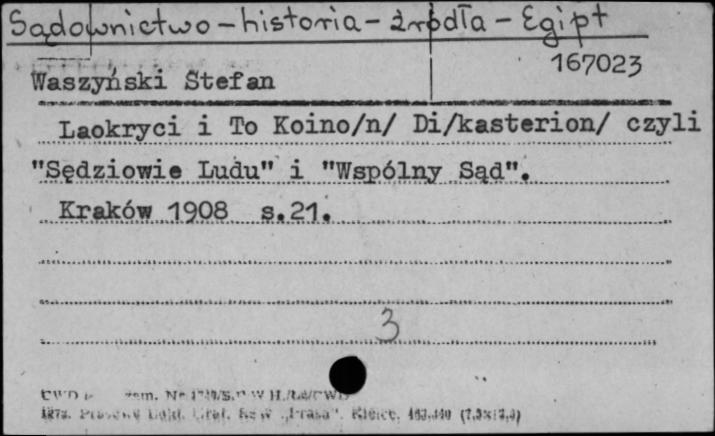 Sądownictwo - historia - źródła - Egipt
167023
Waszyński Stefan
Laokryci i To Koino/n/ Di/kasterion/ czyli
"Sędziowie Ludu" i "Wspólny Sąd".
Kraków 1908 s.21.
3